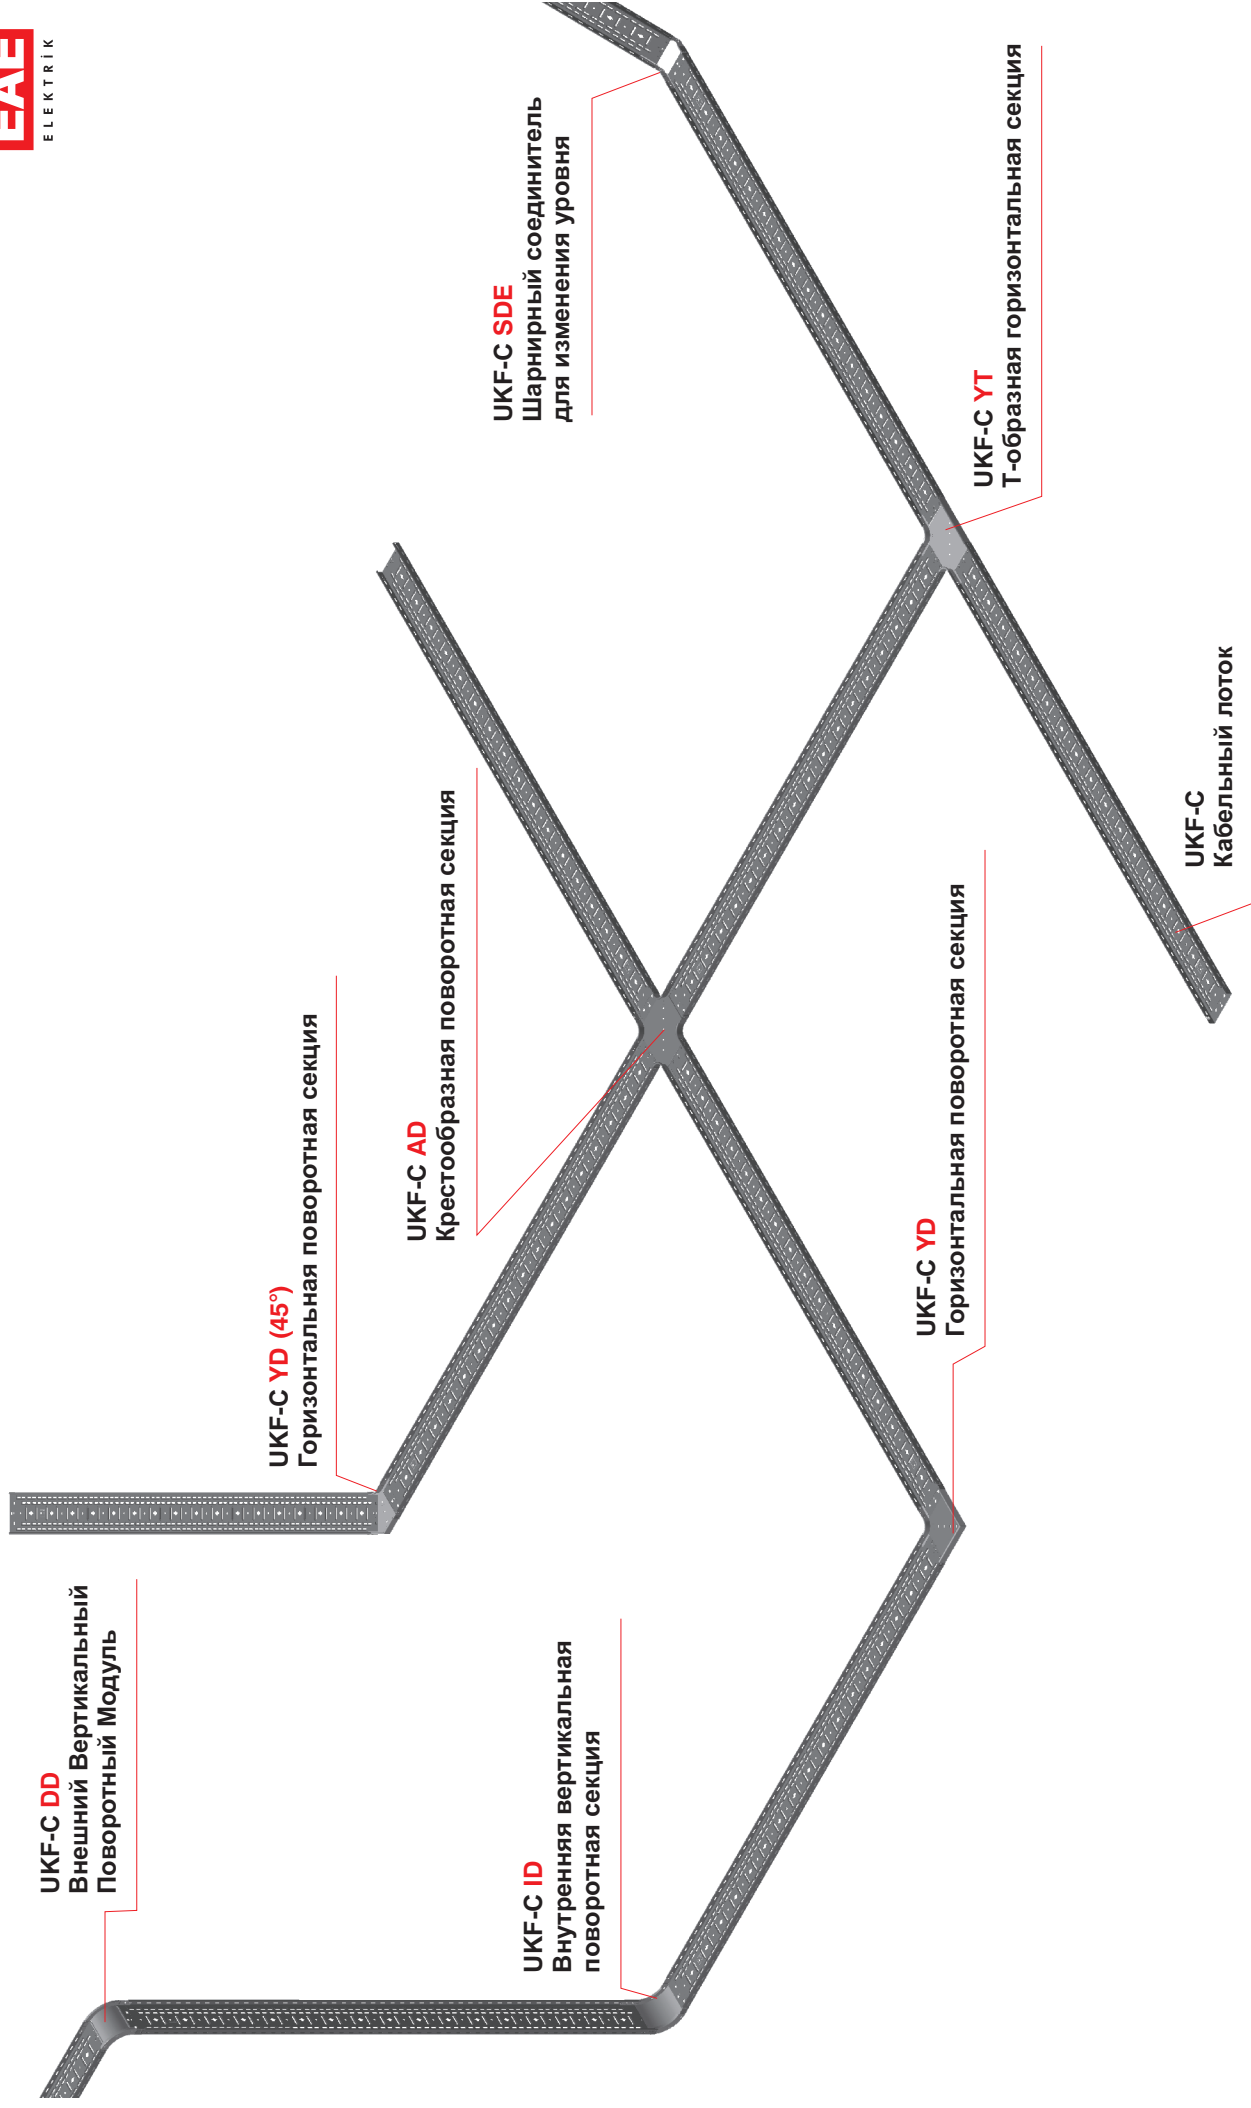 EAE
ELEKTRİK
UKF-C DD
Внешний Вертикальный
Поворотный Модуль
UKF-C YD (45°)
Горизонтальная поворотная секция
UKF-C AD
Крестообразная поворотная секция
UKF-C SDE
Шарнирный соединитель
для изменения уровня
UKF-C ID
Внутренняя вертикальная
поворотная секция
UKF-C YD
Горизонтальная поворотная секция
UKF-C YT
Т-образная горизонтальная секция
UKF-C
Кабельный лоток